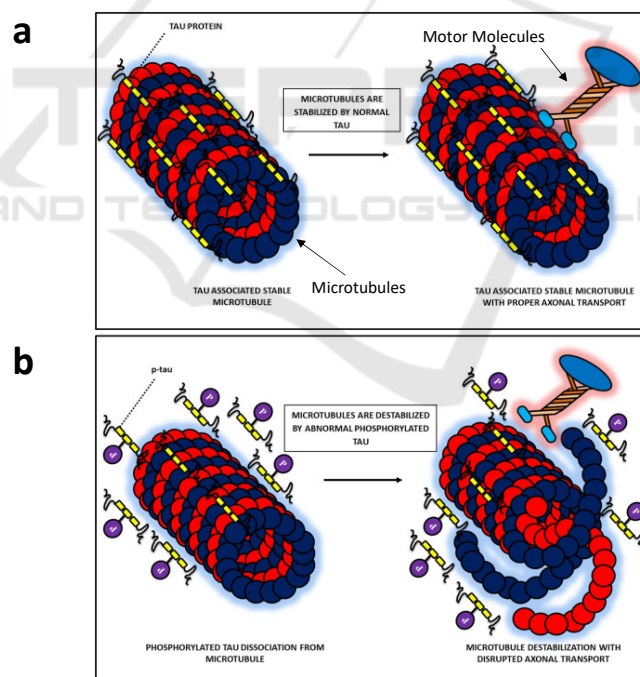 a
TAU PROTEIN
Motor Molecules
MICROTUBULES ARE
STABILIZED BY NORMAL
TAU
Microtubules
TAU ASSOCIATED STABLE
MICROTUBULE
TAU ASSOCIATED STABLE MICROTUBULE
WITH PROPER AXONAL TRANSPORT
AND TECHNOLOGY
b
p-tau
P
P
P
P
P
P
MICROTUBULES ARE DESTABILIZED
BY ABNORMAL PHOSPHORYLATED
TAU
P
P
P
P
PHOSPHORYLATED TAU DISSOCIATION FROM
MICROTUBULE
MICROTUBULE DESTABILIZATION WITH
DISRUPTED AXONAL TRANSPORT